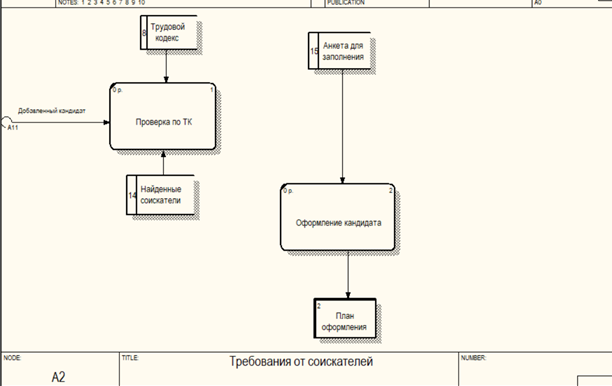 NOTES: 1 2 3 4 5 6 7 8 9 10
PUBLICATION
A0
8
Трудовой
кодекс
15
Анкета для
заполнения
0 р.
1
Проверка по ТК
Добавленный кандидат
A11
14
Найденные
соискатели
0 р.
2
Оформление кандидата
2
План
оформления
NODE:
TITLE:
Требования от соискателей
NUMBER:
A2